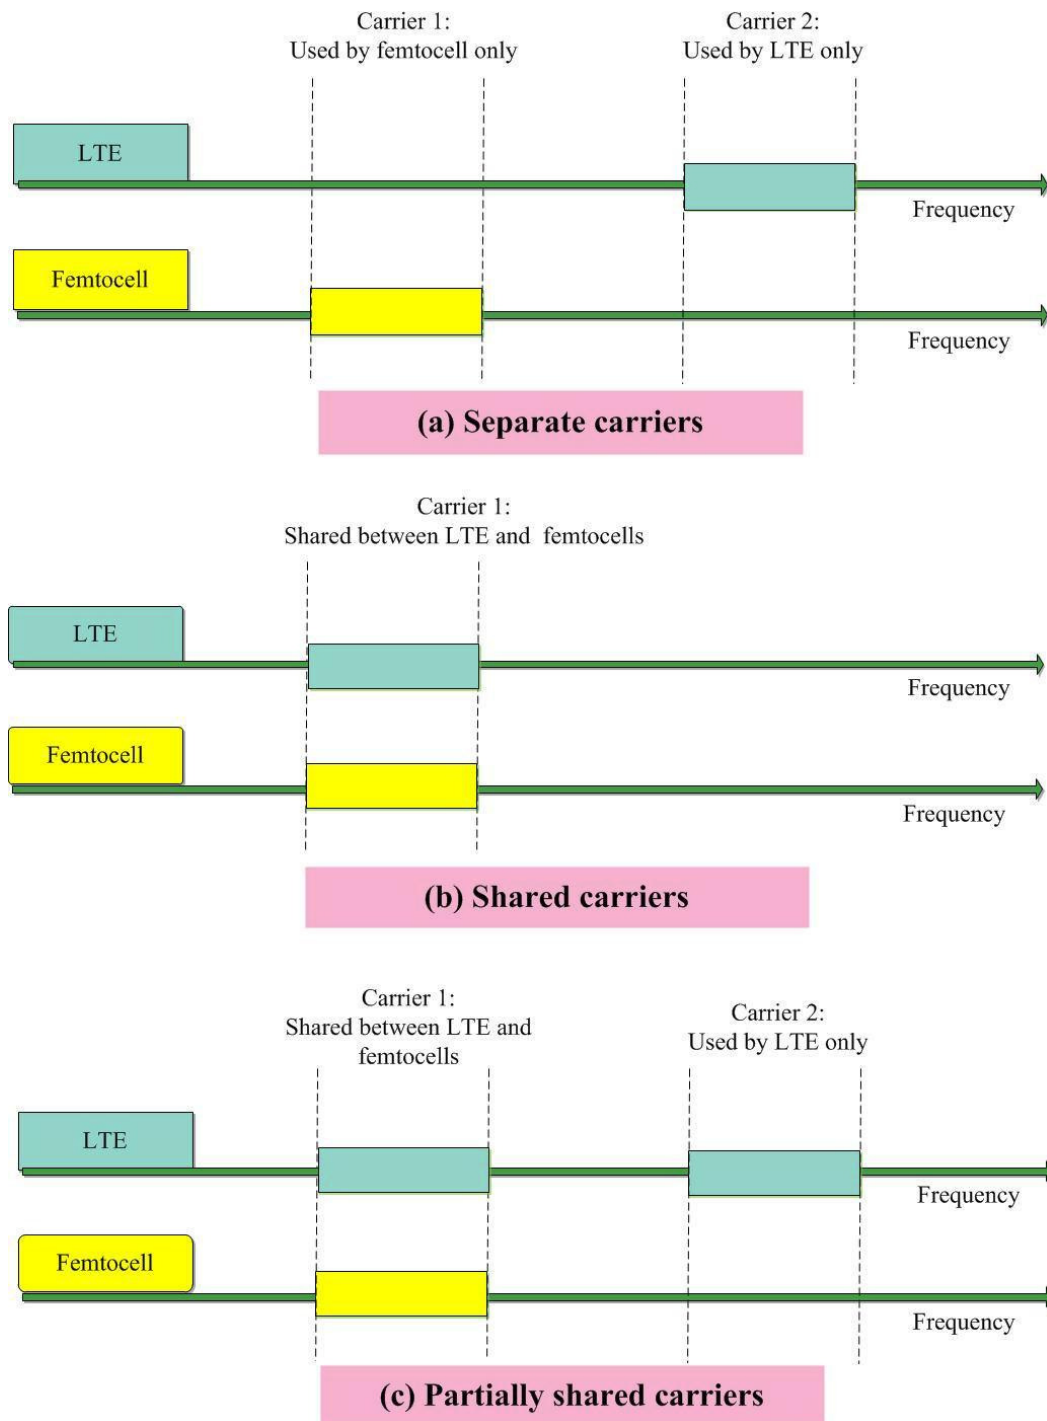 Carrier 1:
Used by femtocell only
Carrier 2:
Used by LTE only
LTE
Frequency
Femtocell
Frequency
(a) Separate carriers
Carrier 1:
Shared between LTE and femtocells
LTE
Frequency
Femtocell
Frequency
(b) Shared carriers
Carrier 1:
Shared between LTE and
femtocells
Carrier 2:
Used by LTE only
LTE
Frequency
Femtocell
Frequency
(c) Partially shared carriers